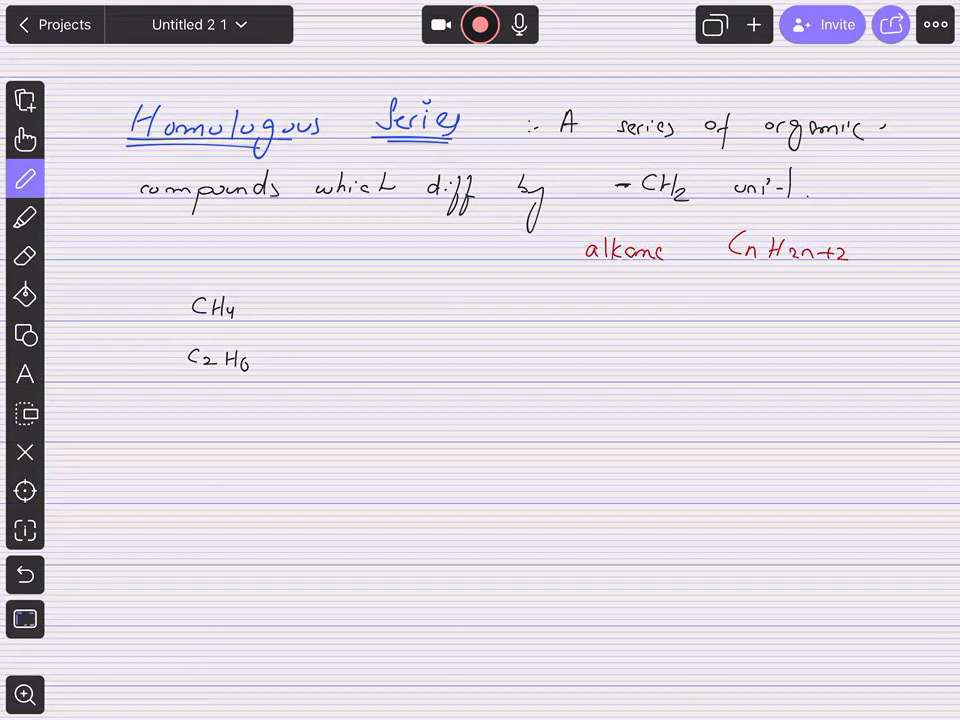 Projects
Untitled 2 1
Invite
Homologous Series :- A series of organic
compounds which diff by -CH2 unit.
alkane CnH2n+2
CH4
C2H6